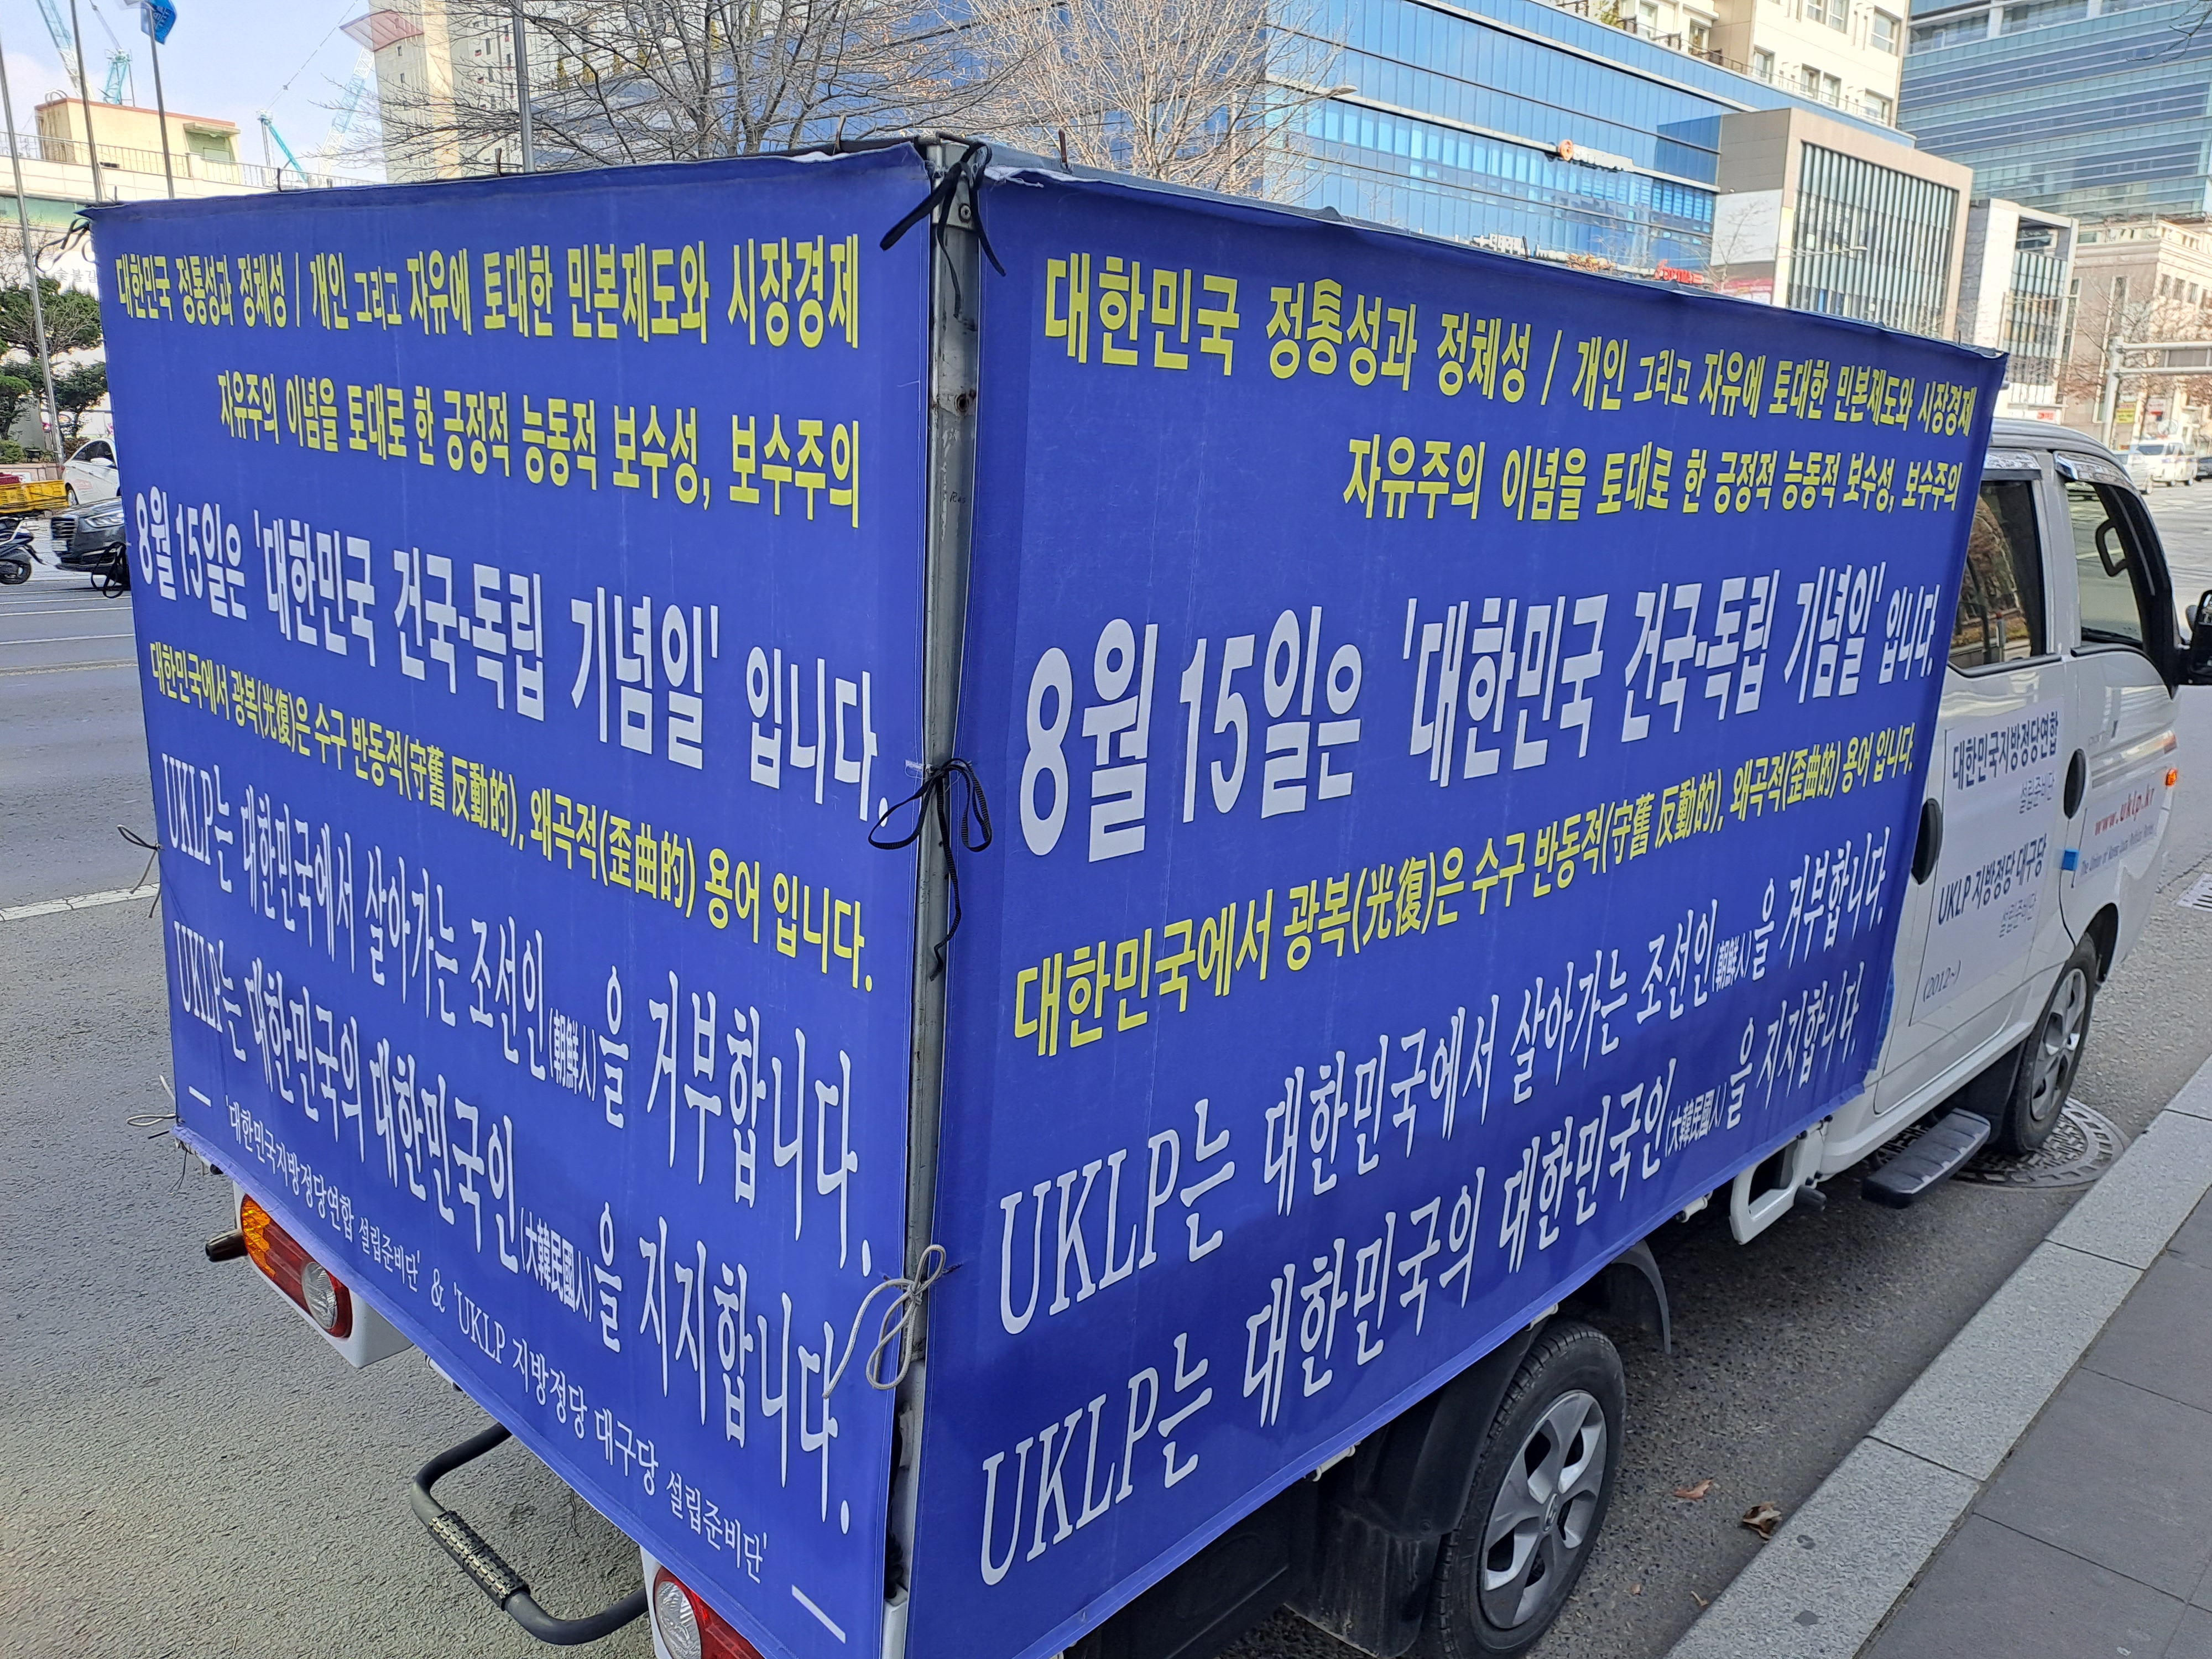 대한민국 정통성과 정체성 / 개인 그리고 자유에 토대한 민본제도와 시장경제
자유주의 이념을 토대로 한 긍정적 능동적 보수성, 보수주의
8월 15일은 '대한민국 건국·독립 기념일' 입니다.
대한민국에서 광복(光復)은 수구 반동적(守舊 反動的), 왜곡적(歪曲的) 용어 입니다.
UKLP는 대한민국에서 살아가는 조선인(朝鮮人)을 거부합니다.
UKLP는 대한민국의 대한민국인(大韓民國人)을 지지합니다.
— '대한민국지방정당연합 설립준비단' & 'UKLP 지방정당 대구당 설립준비단' —
대한민국 정통성과 정체성 / 개인 그리고 자유에 토대한 민본제도와 시장경제
자유주의 이념을 토대로 한 긍정적 능동적 보수성, 보수주의
8월 15일은 '대한민국 건국·독립 기념일' 입니다.
대한민국에서 광복(光復)은 수구 반동적(守舊 反動的), 왜곡적(歪曲的) 용어 입니다.
UKLP는 대한민국에서 살아가는 조선인(朝鮮人)을 거부합니다.
UKLP는 대한민국의 대한민국인(大韓民國人)을 지지합니다.
대한민국지방정당연합
설립준비단
UKLP 지방정당 대구당
설립준비단
(2012~)
www.uklp.kr